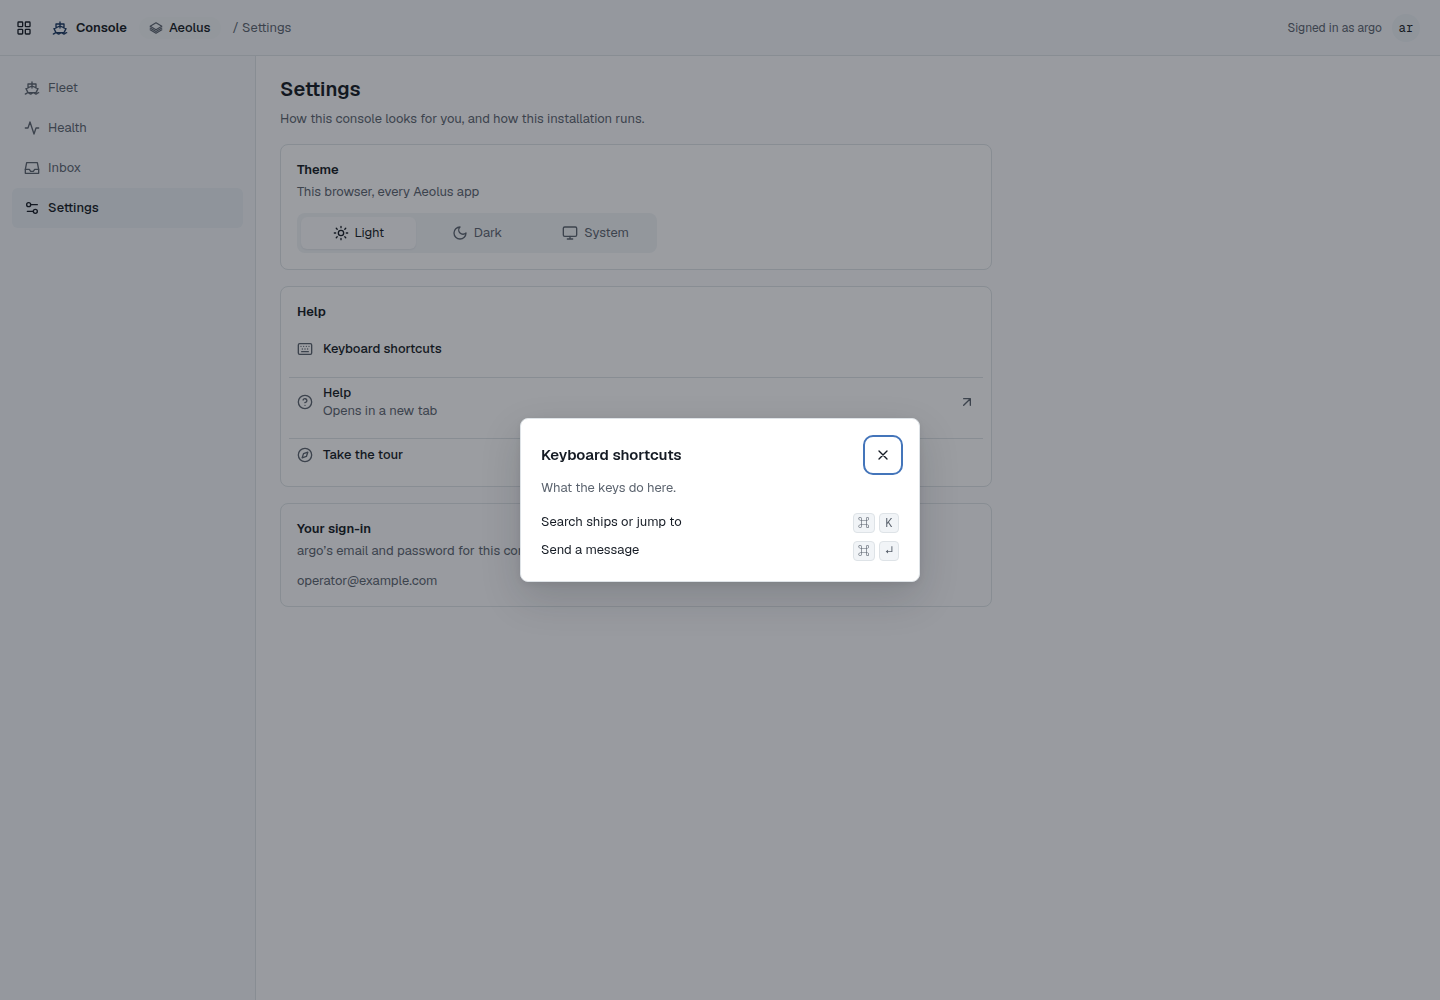 Console Aeolus / Settings
Signed in as argo ar
Fleet
Health
Inbox
Settings
Settings
How this console looks for you, and how this installation runs.
Theme
This browser, every Aeolus app
Light Dark System
Help
Keyboard shortcuts
Help
Opens in a new tab
Take the tour
Your sign-in
argo's email and password for this
operator@example.com
Keyboard shortcuts
What the keys do here.
Search ships or jump to ⌘ K
Send a message ⌘ ↵